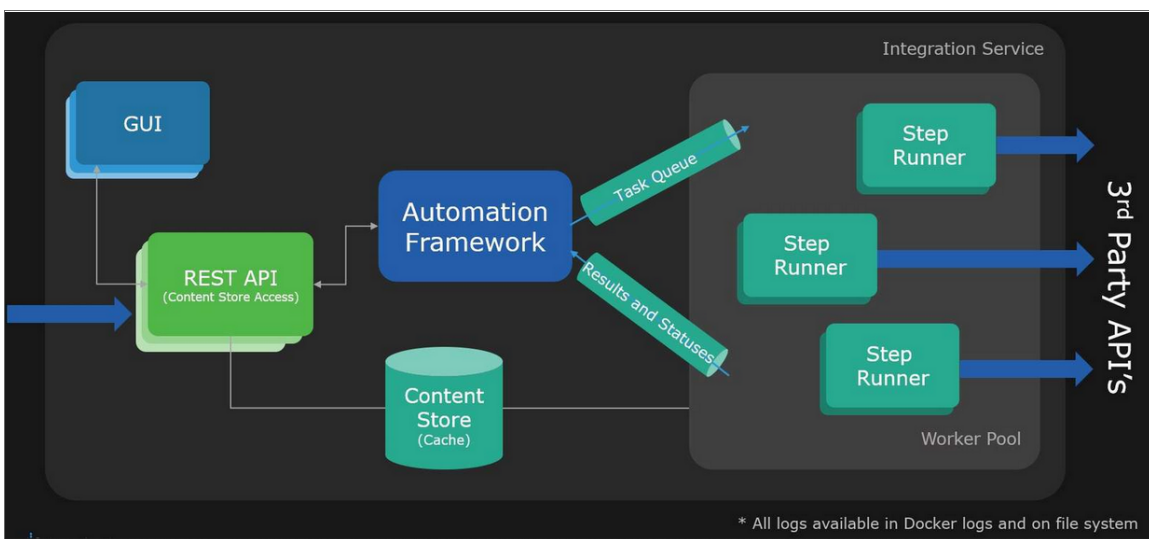 Integration Service
GUI
Step
Runner
Task Queue
Automation
Framework
Step
Runner
REST API
(Content Store Access)
Results and Statuses
3rd Party API's
Step
Runner
Content
Store
(Cache)
Worker Pool
* All logs available in Docker logs and on file system